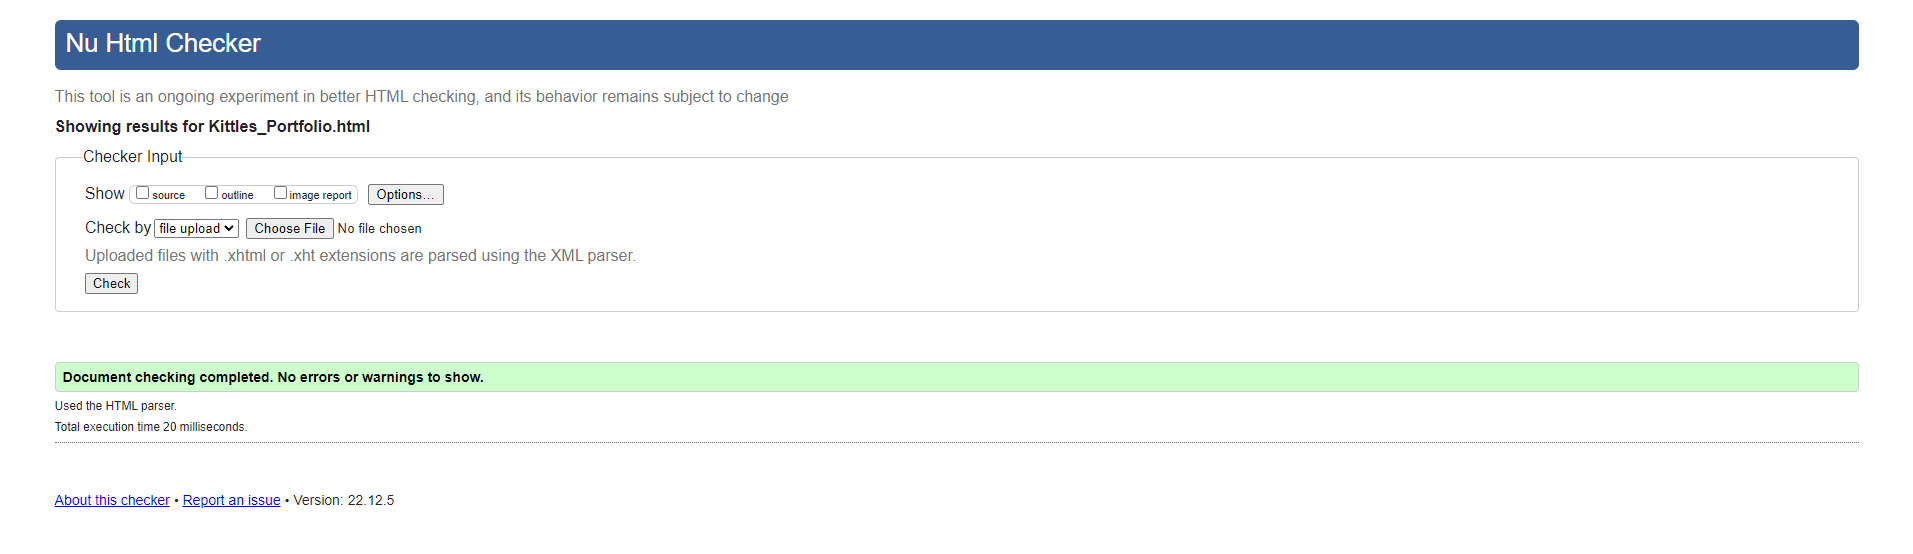 Nu Html Checker
This tool is an ongoing experiment in better HTML checking, and its behavior remains subject to change
Showing results for Kittles_Portfolio.html
Checker Input
Show source outline image report Options...
Check by file upload Choose File No file chosen
Uploaded files with .xhtml or .xht extensions are parsed using the XML parser.
Check
Document checking completed. No errors or warnings to show.
Used the HTML parser.
Total execution time 20 milliseconds.
About this checker • Report an issue • Version: 22.12.5